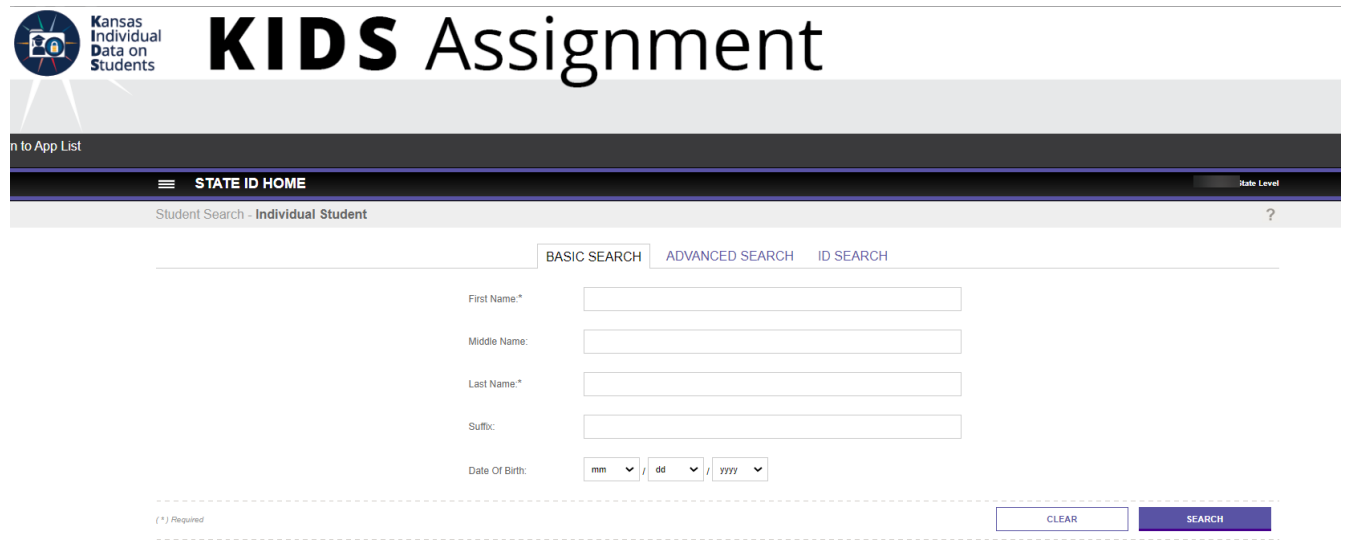 Kansas
Individual
Data on
Students
KIDS Assignment
n to App List
STATE ID HOME
State Level
Student Search - Individual Student
?
BASIC SEARCH ADVANCED SEARCH ID SEARCH
First Name:*
Middle Name:
Last Name:*
Suffix:
Date Of Birth: mm / dd / yyyy
( * ) Required
CLEAR SEARCH